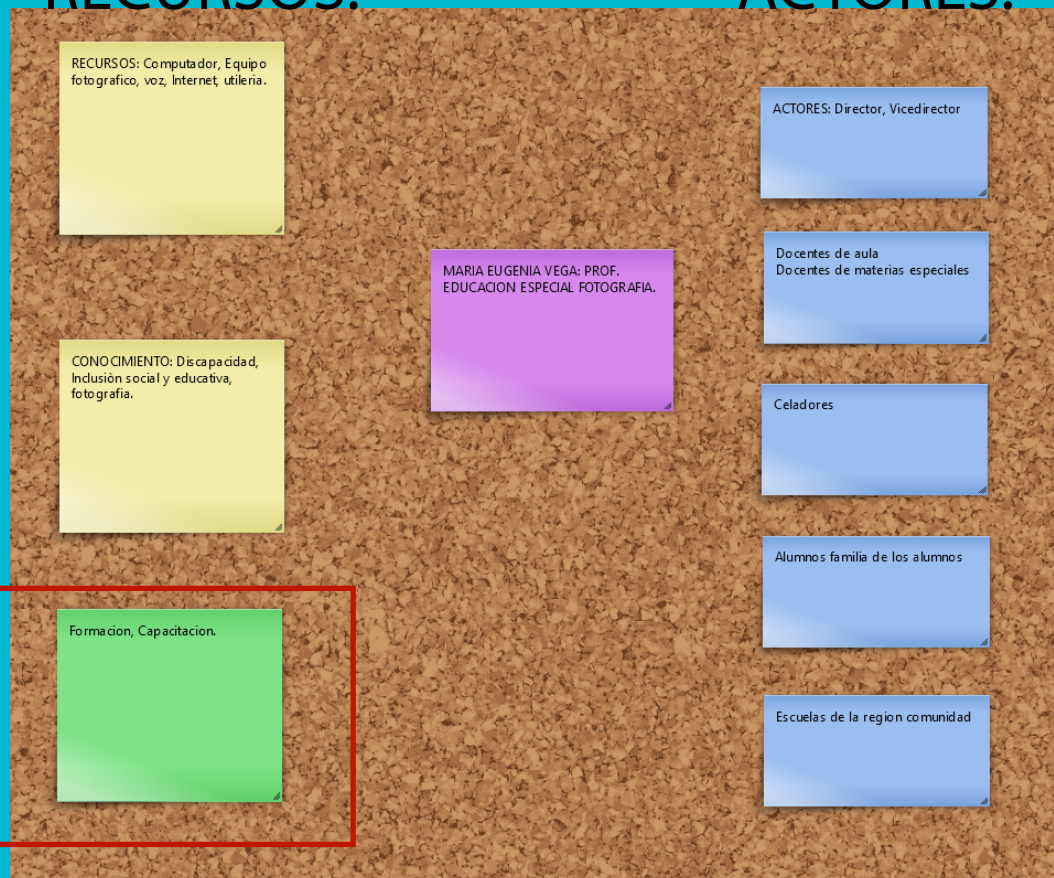 RECURSOS:
ACTORES:
RECURSOS: Computador, Equipo
fotografico, voz, Internet, utileria.
CONOCIMIENTO: Discapacidad,
Inclusiòn social y educativa,
fotografia.
Formacion, Capacitacion.
MARIA EUGENIA VEGA: PROF.
EDUCACION ESPECIAL FOTOGRAFIA.
ACTORES: Director, Vicedirector
Docentes de aula
Docentes de materias especiales
Celadores
Alumnos familia de los alumnos
Escuelas de la region comunidad